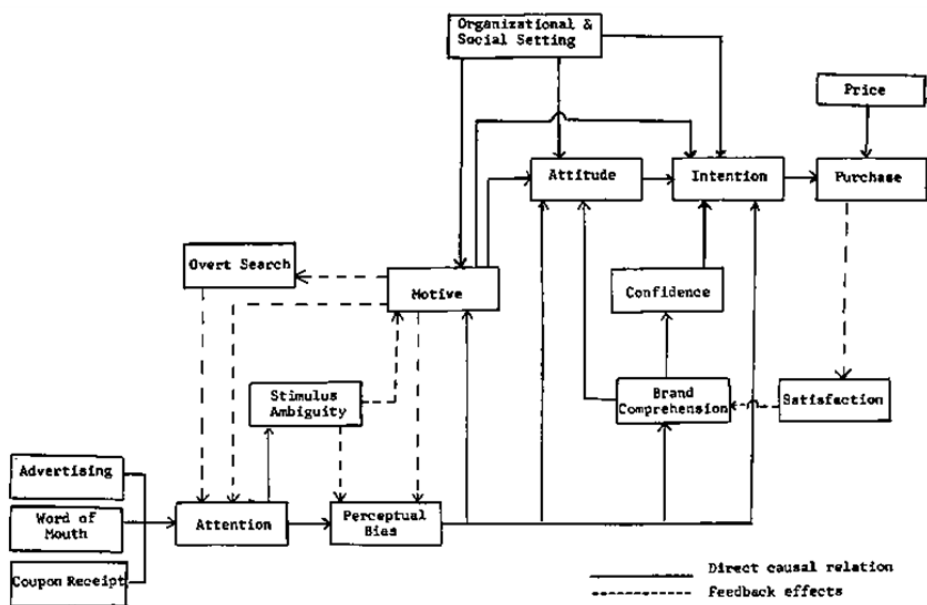 Organizational &
Social Setting
Price
Attitude
Intention
Purchase
Overt Search
Motive
Confidence
Stimulus
Ambiguity
Brand
Comprehension
Satisfaction
Advertising
Word of
Mouth
Attention
Perceptual
Bias
Coupon Receipt
Direct causal relation
Feedback effects